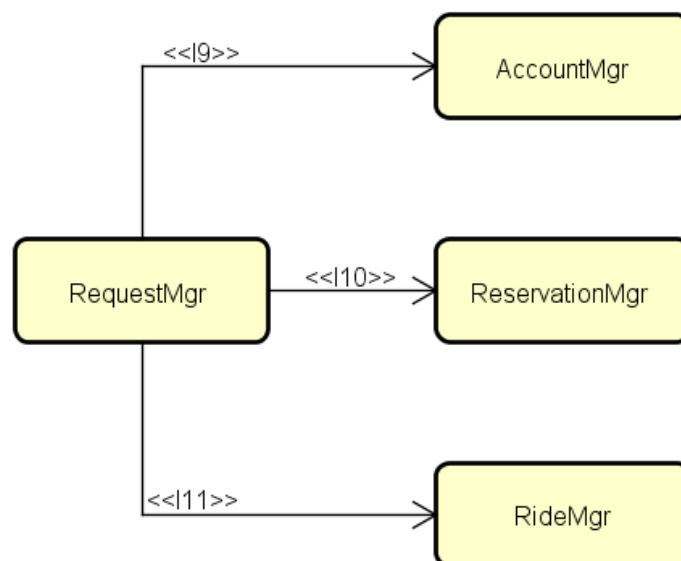 <<I9>>
AccountMgr
RequestMgr
<<I10>>
ReservationMgr
<<I11>>
RideMgr